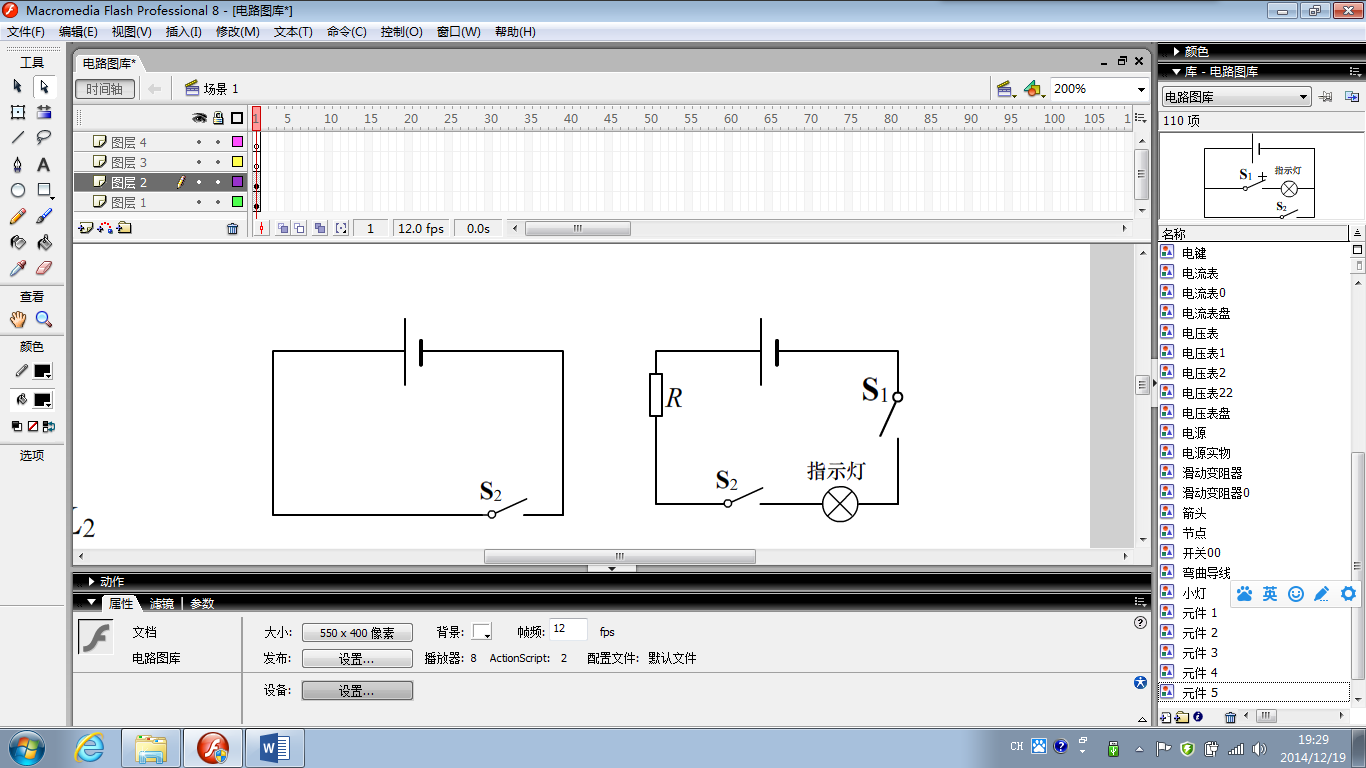 Macromedia Flash Professional 8 - [电路图库*]
文件(F) 编辑(E) 视图(V) 插入(I) 修改(M) 文本(T) 命令(C) 控制(O) 窗口(W) 帮助(H)
工具
查看
颜色
选项
电路图库*
时间轴
场景 1
200%
1 5 10 15 20 25 30 35 40 45 50 55 60 65 70 75 80 85 90 95 100 105 1
图层 4
图层 3
图层 2
图层 1
1 12.0 fps 0.0s
S2
L2
R
S1
S2
指示灯
动作
属性 滤镜 参数
文档
电路图库
大小: 550 x 400 像素 背景: 帧频: 12 fps
发布: 设置... 播放器: 8 ActionScript: 2 配置文件: 默认文件
设备: 设置...
颜色
库 - 电路图库
电路图库
110 项
S1
指示灯
S2
名称
电键
电流表
电流表0
电流表盘
电压表
电压表1
电压表2
电压表22
电压表盘
电源
电源实物
滑动变阻器
滑动变阻器0
箭头
节点
开关00
弯曲导线
小灯
元件 1
元件 2
元件 3
元件 4
元件 5
英
CH
19:29
2014/12/19